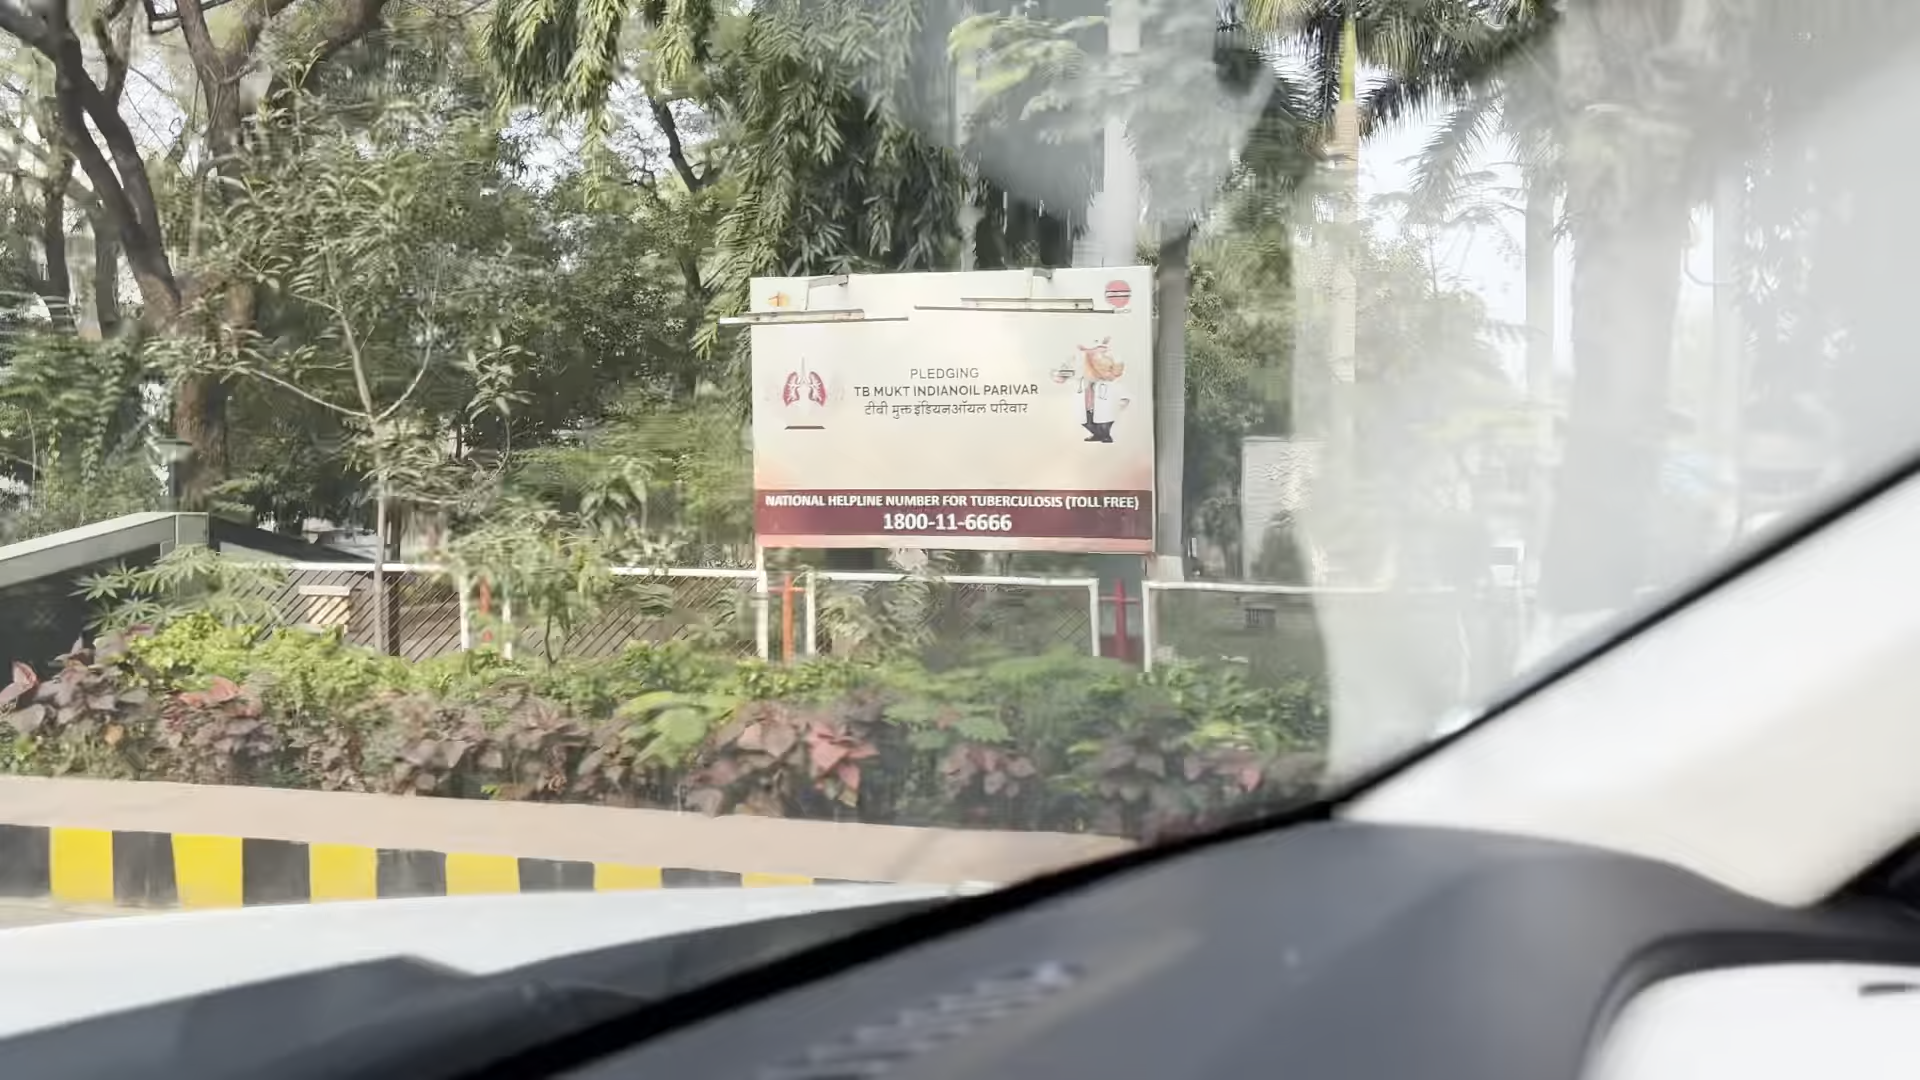 PLEDGING
TB MUKT INDIANOIL PARIVAR
टीबी मुक्त इंडियनऑयल परिवार
NATIONAL HELPLINE NUMBER FOR TUBERCULOSIS (TOLL FREE)
1800-11-6666